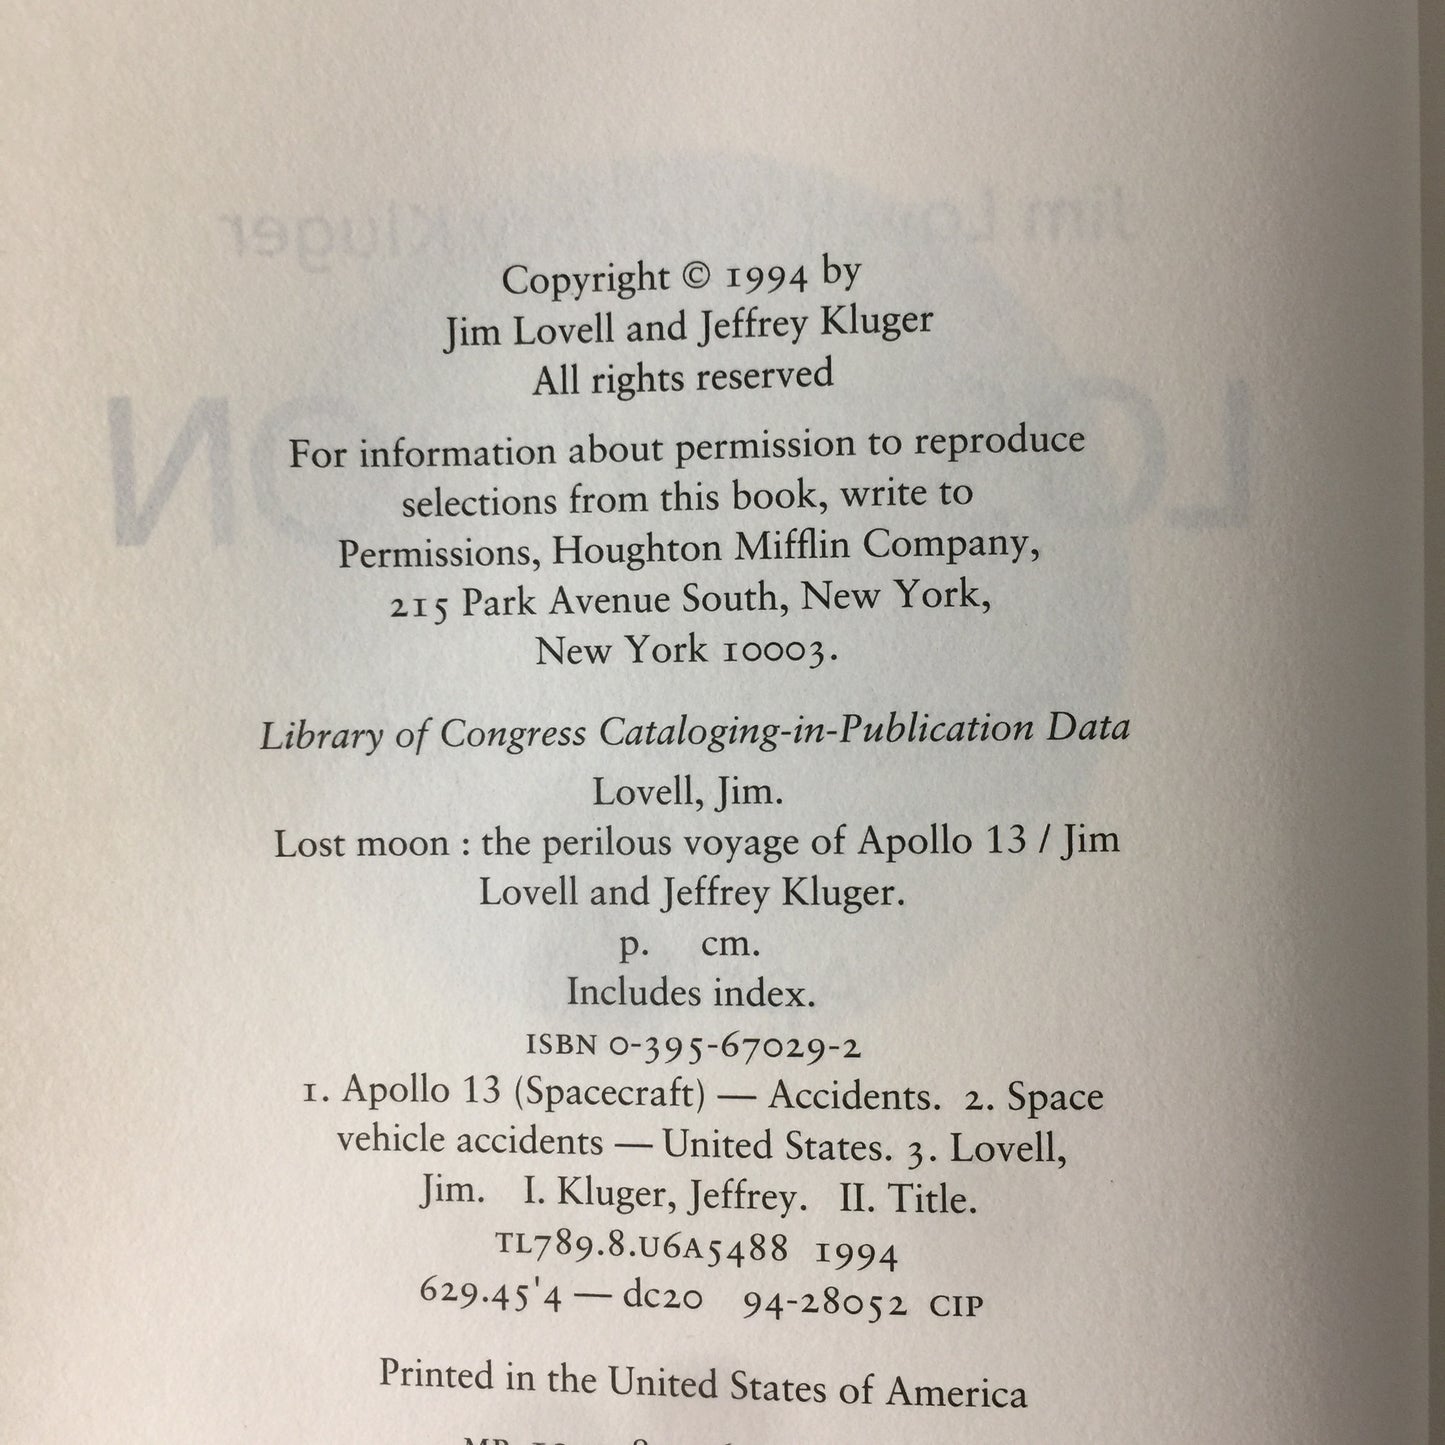 Copyright © 1994 by
Jim Lovell and Jeffrey Kluger
All rights reserved
For information about permission to reproduce
selections from this book, write to
Permissions, Houghton Mifflin Company,
215 Park Avenue South, New York,
New York 10003.
Library of Congress Cataloging-in-Publication Data
Lovell, Jim.
Lost moon : the perilous voyage of Apollo 13 / Jim
Lovell and Jeffrey Kluger.
p. cm.
Includes index.
ISBN 0-395-67029-2
1. Apollo 13 (Spacecraft) — Accidents. 2. Space
vehicle accidents — United States. 3. Lovell,
Jim. I. Kluger, Jeffrey. II. Title.
TL789.8.U6A5488 1994
629.45'4 — dc20 94-28052 CIP
Printed in the United States of America